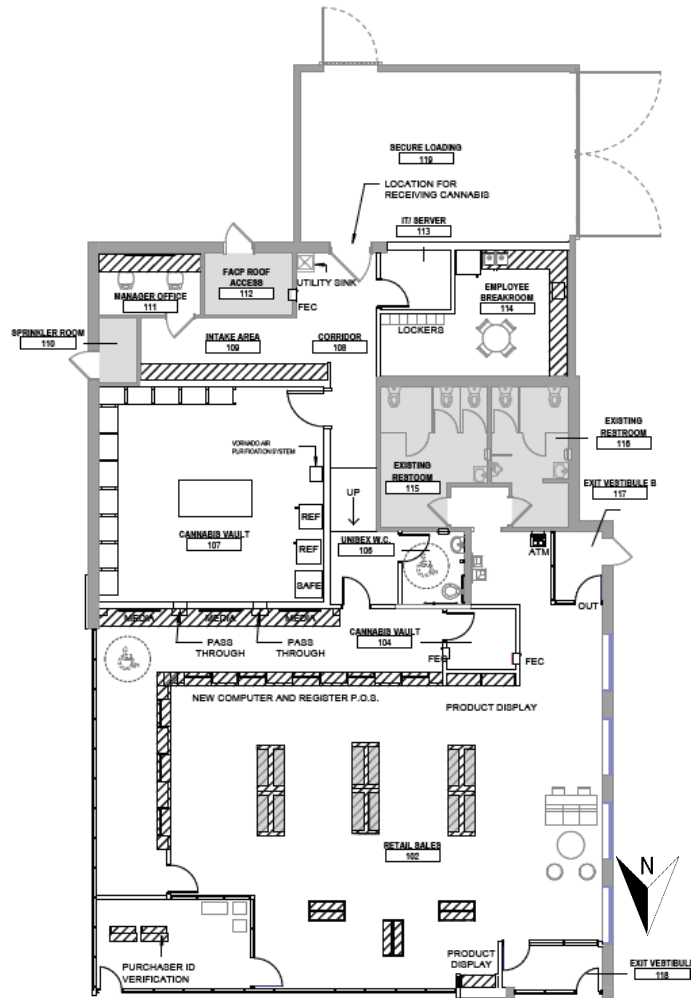 SECURE LOADING
119
LOCATION FOR
RECEIVING CANNABIS
IT/ SERVER
113
FACP ROOF
ACCESS
112
UTILITY SINK
FEC
MANAGER OFFICE
111
EMPLOYEE
BREAKROOM
114
LOCKERS
SPRINKLER ROOM
110
INTAKE AREA
109
CORRIDOR
108
VORNADO AIR
PURIFICATION SYSTEM
EXISTING
RESTROOM
116
EXISTING
RESTOOM
115
EXIT VESTIBULE B
117
UP
REF
CANNABIS VAULT
107
REF
UNISEX W.C.
106
ATM
SAFE
OUT
MEDIA
MEDIA
MEDIA
PASS
THROUGH
PASS
THROUGH
CANNABIS VAULT
104
FEC
FEC
NEW COMPUTER AND REGISTER P.O.S.
PRODUCT DISPLAY
RETAIL SALES
102
N
PURCHASER ID
VERIFICATION
PRODUCT
DISPLAY
EXIT VESTIBULE
118